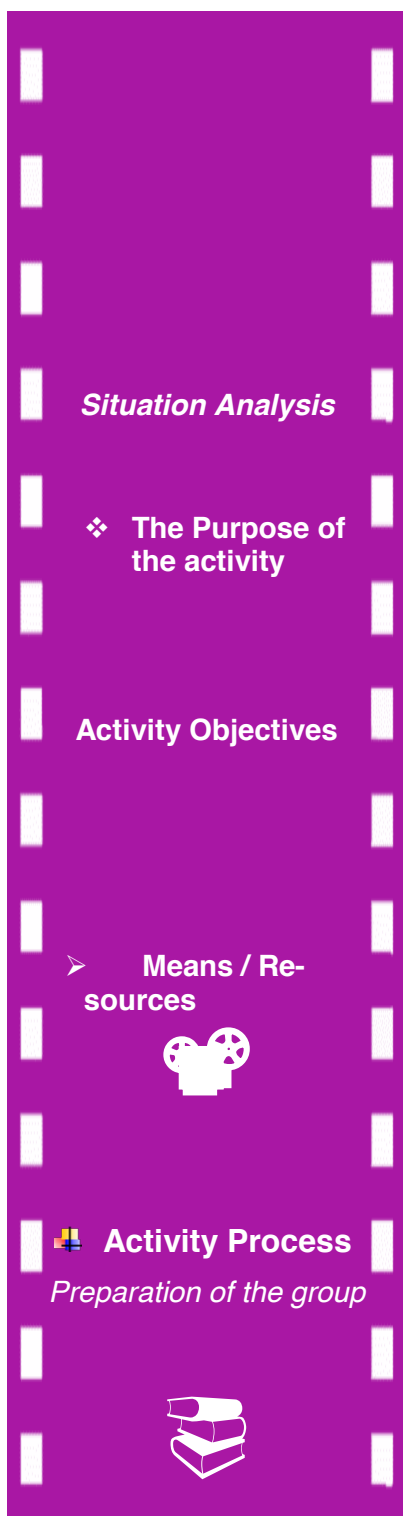 Situation Analysis
❖ The Purpose of
the activity
Activity Objectives
➢ Means / Re-
sources
Activity Process
Preparation of the group